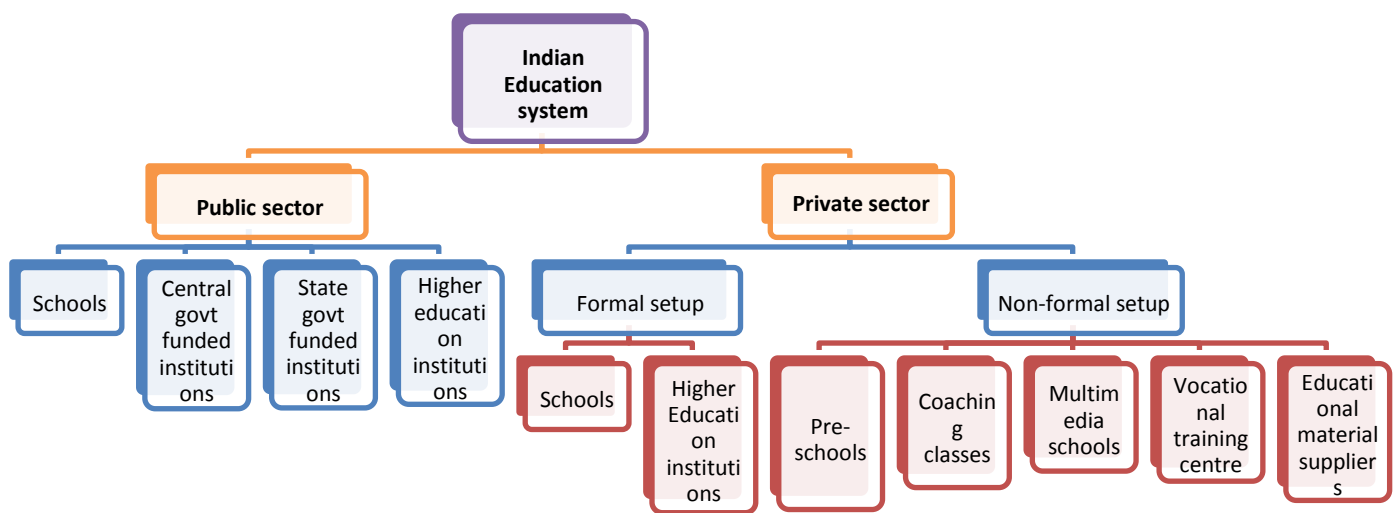 Indian
Education
system
Public sector
Private sector
Schools
Central
govt
funded
instituti
ons
State
govt
funded
instituti
ons
Higher
educati
on
instituti
ons
Formal setup
Non-formal setup
Schools
Higher
Educati
on
instituti
ons
Pre-
schools
Coachin
g
classes
Multim
edia
schools
Vocatio
nal
training
centre
Educati
onal
material
supplier
s